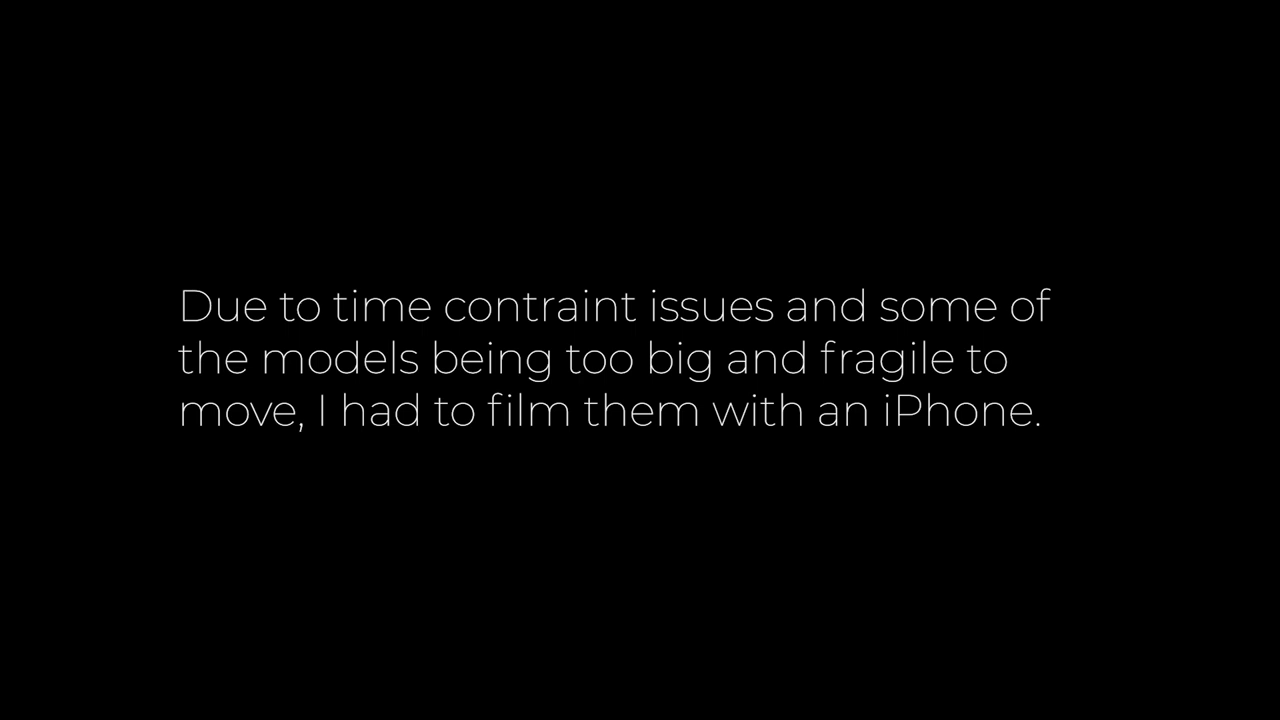 Due to time contraint issues and some of
the models being too big and fragile to
move, I had to film them with an iPhone.